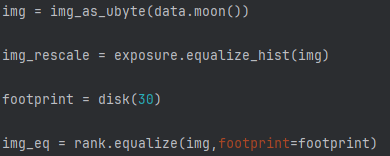 img = img_as_ubyte(data.moon())
img_rescale = exposure.equalize_hist(img)
footprint = disk(30)
img_eq = rank.equalize(img,footprint=footprint)